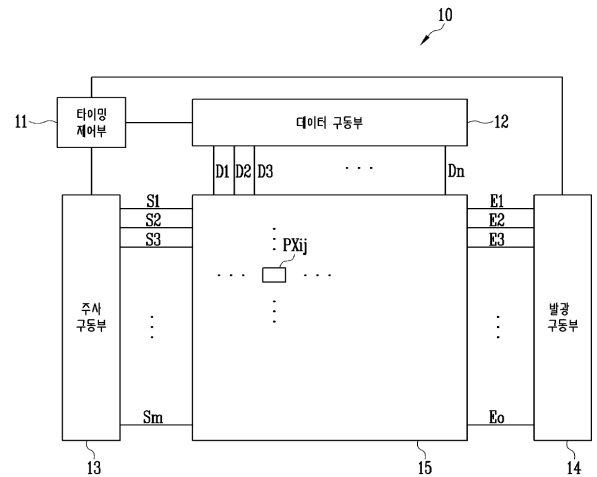 10
11
타이밍
제어부
데이터 구동부
12
D1 D2 D3 . . . Dn
S1
S2
S3
Sm
E1
E2
E3
Eo
PXij
주사
구동부
발광
구동부
13
15
14